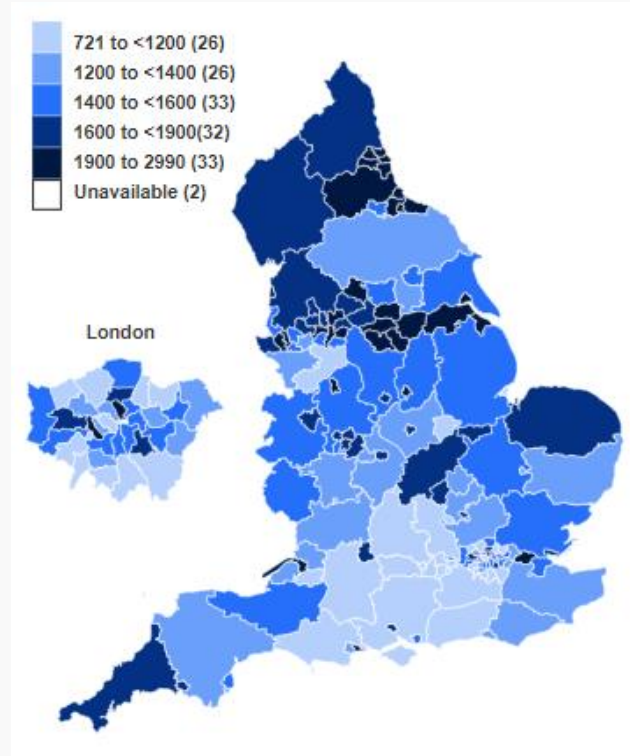 721 to <1200 (26)
1200 to <1400 (26)
1400 to <1600 (33)
1600 to <1900(32)
1900 to 2990 (33)
Unavailable (2)
London